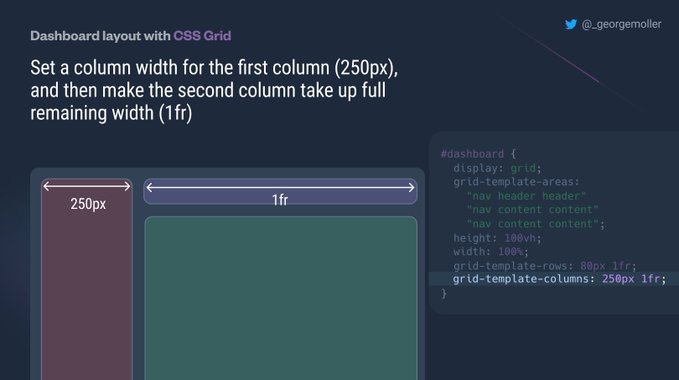 @_georgemoller
Dashboard layout with CSS Grid
Set a column width for the first column (250px),
and then make the second column take up full
remaining width (1fr)
250px
1fr
#dashboard {
  display: grid;
  grid-template-areas:
    "nav header header"
    "nav content content"
    "nav content content";
  height: 100vh;
  width: 100%;
  grid-template-rows: 80px 1fr;
  grid-template-columns: 250px 1fr;
}